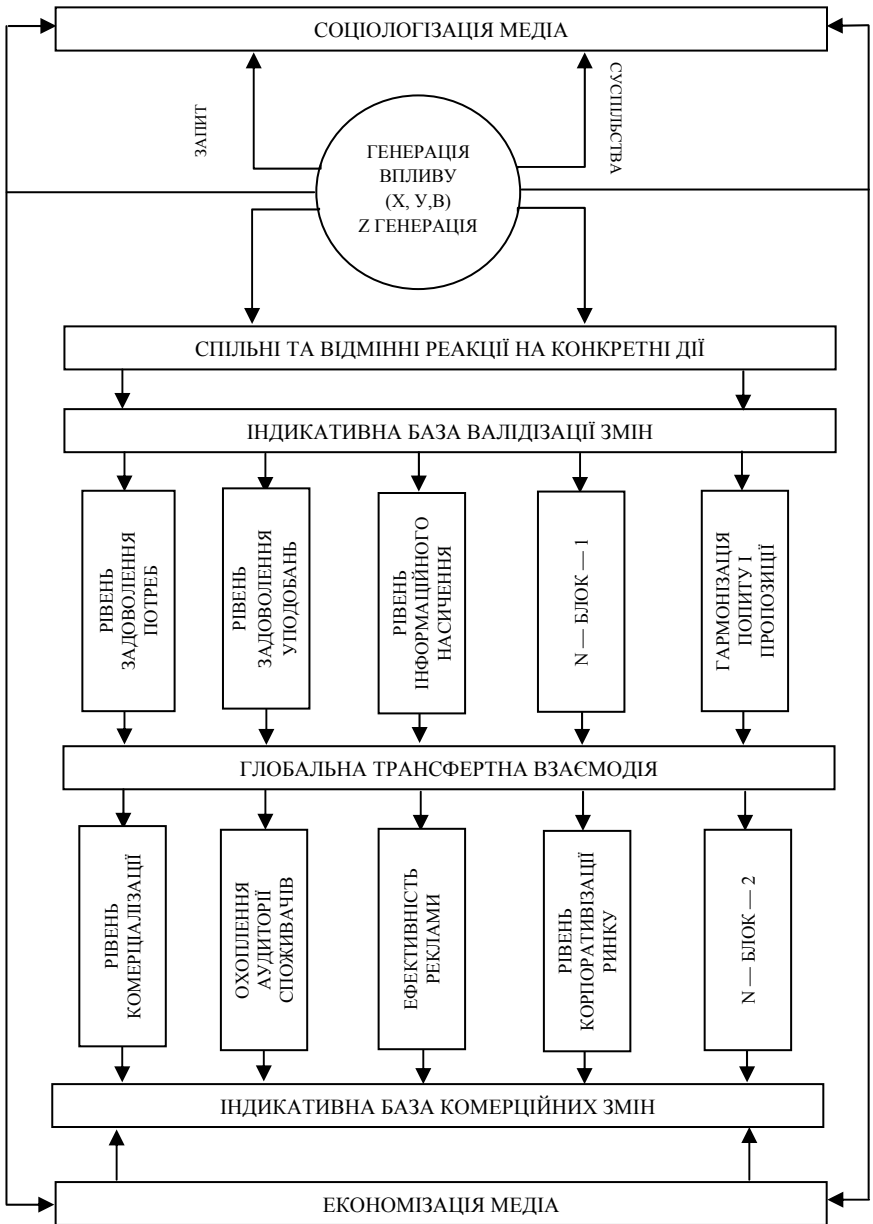 СОЦІОЛОГІЗАЦІЯ МЕДІА
ЗАПИТ
СУСПІЛЬСТВА
ГЕНЕРАЦІЯ
ВПЛИВУ
(X, У,В)
Z ГЕНЕРАЦІЯ
СПІЛЬНІ ТА ВІДМІННІ РЕАКЦІЇ НА КОНКРЕТНІ ДІЇ
ІНДИКАТИВНА БАЗА ВАЛІДИЗАЦІЇ ЗМІН
РІВЕНЬ
ЗАДОВОЛЕННЯ
ПОТРЕБ
РІВЕНЬ
ЗАДОВОЛЕННЯ
УПОДОБАНЬ
РІВЕНЬ
ІНФОРМАЦІЙНОГО
НАСИЧЕННЯ
N — БЛОК — 1
ГАРМОНІЗАЦІЯ
ПОПИТУ І
ПРОПОЗИЦІЇ
ГЛОБАЛЬНА ТРАНСФЕРТНА ВЗАЄМОДІЯ
РІВЕНЬ
КОМЕРЦІАЛІЗАЦІЇ
ОХОПЛЕННЯ
АУДИТОРІЇ
СПОЖИВАЧІВ
ЕФЕКТИВНІСТЬ
РЕКЛАМИ
РІВЕНЬ
КОРПОРАТИВІЗАЦІЇ
РИНКУ
N — БЛОК — 2
ІНДИКАТИВНА БАЗА КОМЕРЦІЙНИХ ЗМІН
ЕКОНОМІЗАЦІЯ МЕДІА